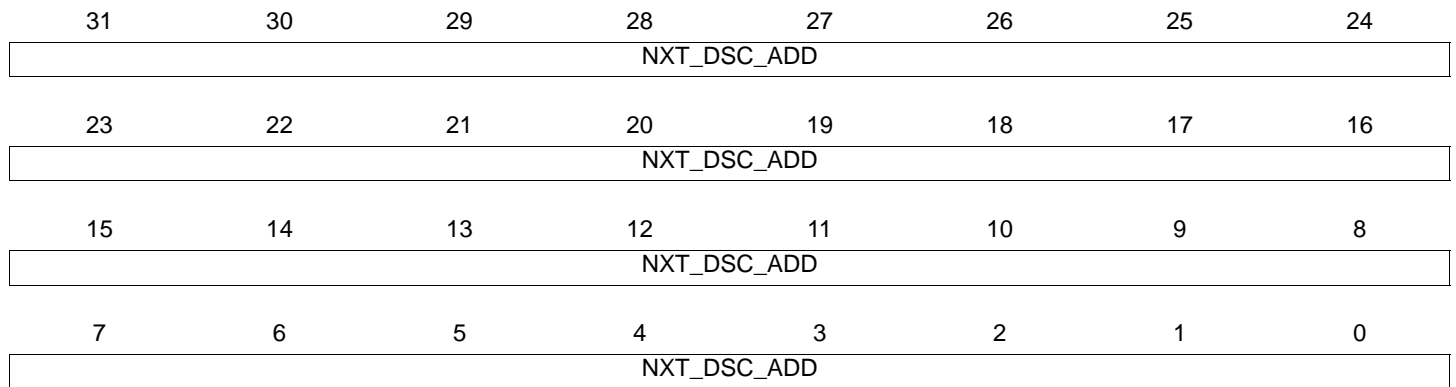 31 30 29 28 27 26 25 24
NXT_DSC_ADD
23 22 21 20 19 18 17 16
NXT_DSC_ADD
15 14 13 12 11 10 9 8
NXT_DSC_ADD
7 6 5 4 3 2 1 0
NXT_DSC_ADD